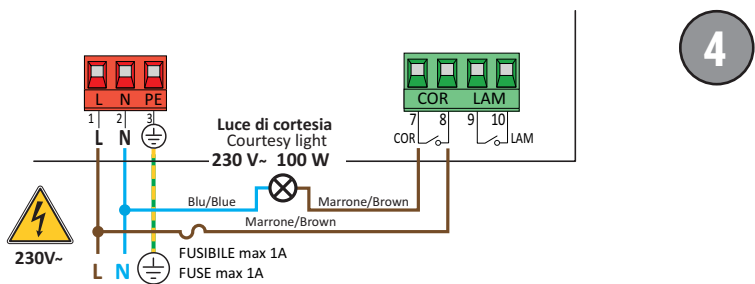 4
L N PE
COR LAM
1 2 3
7 8 9 10
L N
COR LAM
Luce di cortesia
Courtesy light
230 V~ 100 W
Blu/Blue
Marrone/Brown
Marrone/Brown
230V~
L N
FUSIBILE max 1A
FUSE max 1A